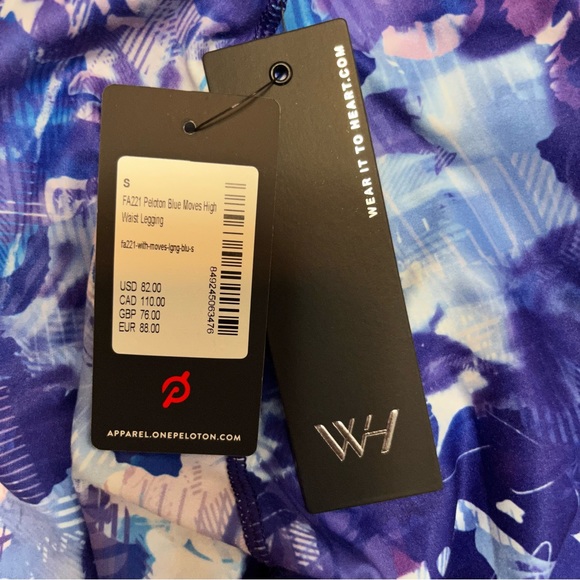 S
FA221 Peloton Blue Moves High
Waist Legging
fa221-with-moves-lgng-blu-s
USD 82.00
CAD 110.00
GBP 76.00
EUR 88.00
849245063476
APPAREL.ONEPELOTON.COM
WEAR IT TO HEART.COM
WH